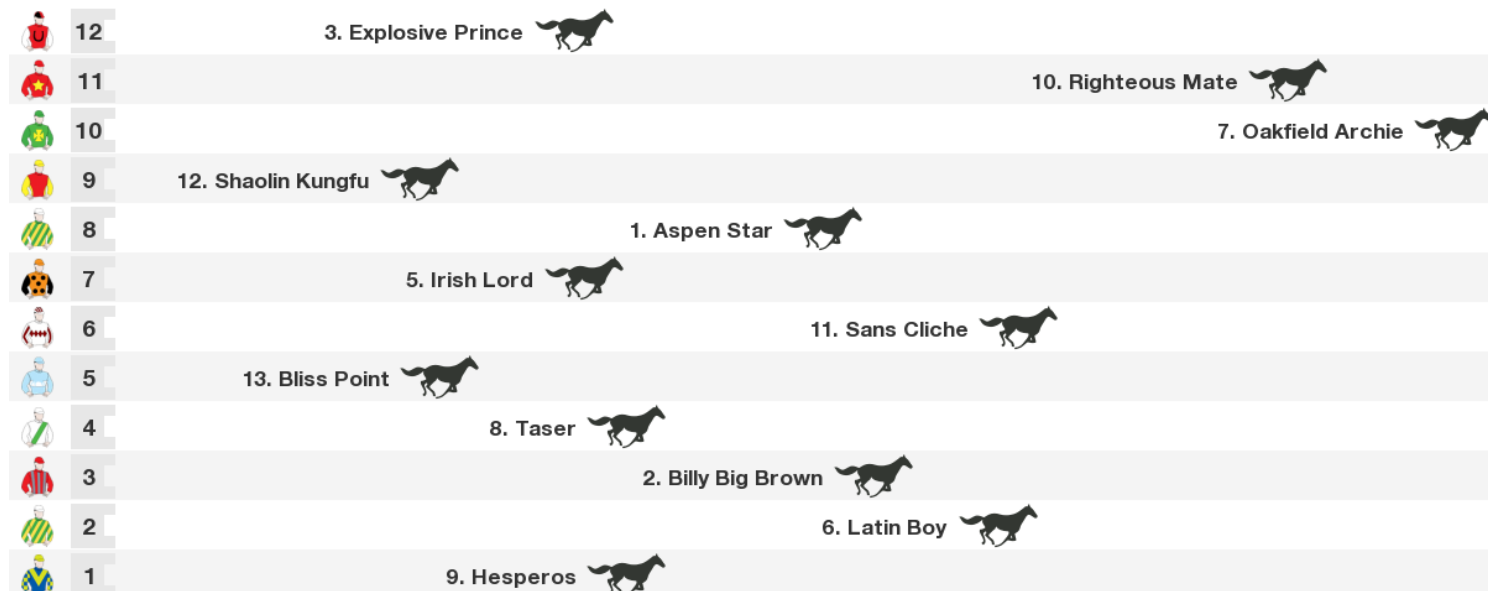 12 3. Explosive Prince
11 10. Righteous Mate
10 7. Oakfield Archie
9 12. Shaolin Kungfu
8 1. Aspen Star
7 5. Irish Lord
6 11. Sans Cliche
5 13. Bliss Point
4 8. Taser
3 2. Billy Big Brown
2 6. Latin Boy
1 9. Hesperos